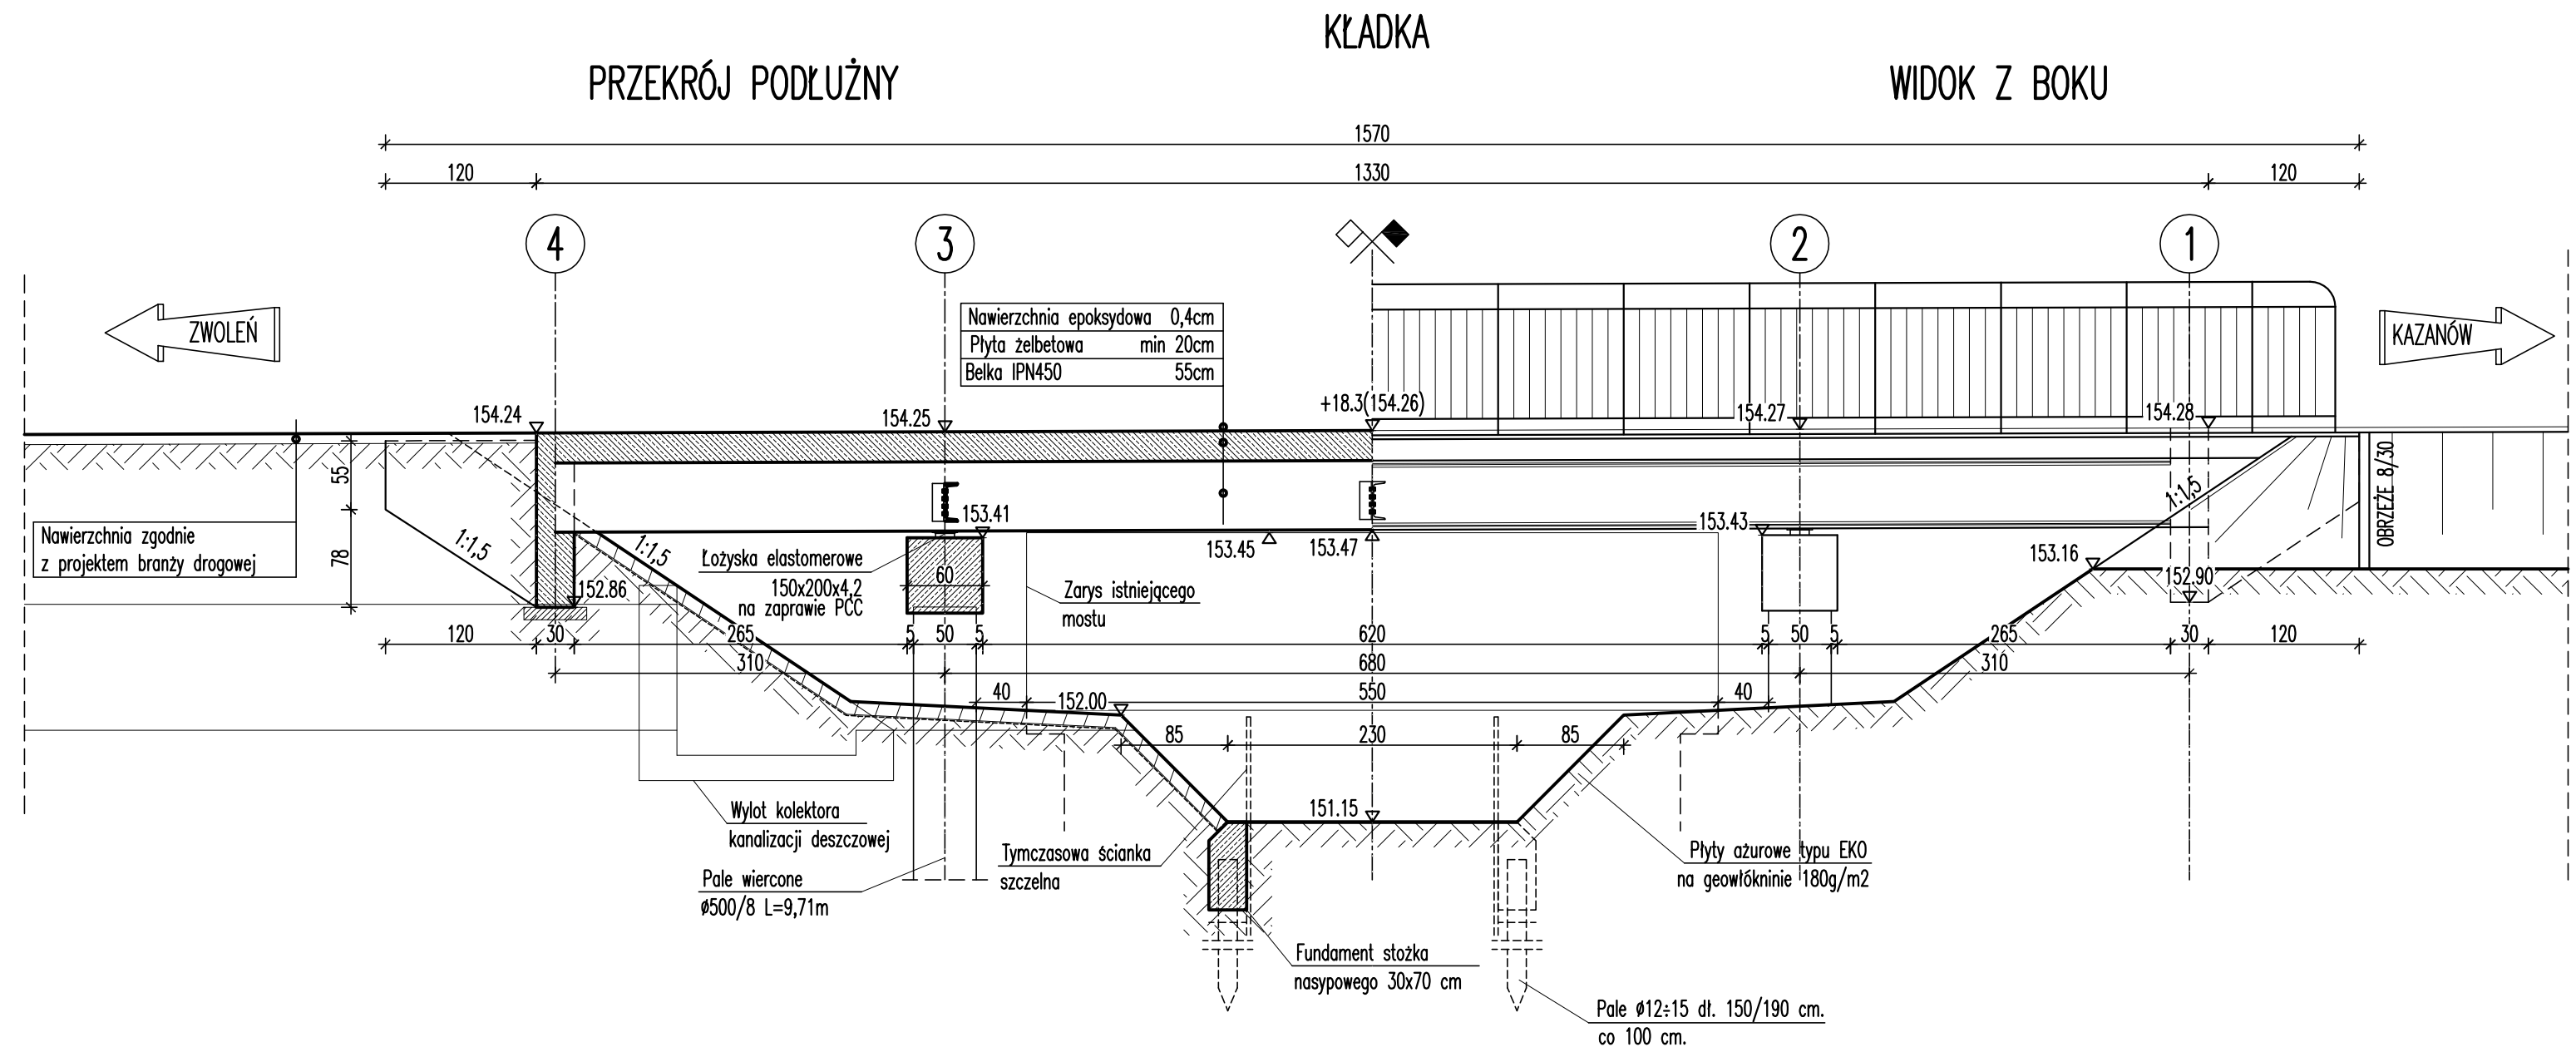 KŁADKA
PRZEKRÓJ PODŁUŻNY
WIDOK Z BOKU
1570
120
1330
120
4
3
2
1
ZWOLEŃ
KAZANÓW
Nawierzchnia epoksydowa 0,4cm
Płyta żelbetowa min 20cm
Belka IPN450 55cm
154.24
154.25
+18.3(154.26)
154.27
154.28
55
78
1:1,5
1:1,5
1:1,5
OBRZEŻE 8/30
Nawierzchnia zgodnie
z projektem branży drogowej
153.41
153.45
153.47
153.43
153.16
152.90
152.86
Łożyska elastomerowe
150x200x4,2
na zaprawie PCC
60
Zarys istniejącego
mostu
120
30
265
5
50
5
620
5
50
5
265
30
120
310
680
310
40
152.00
550
40
85
230
85
151.15
Wylot kolektora
kanalizacji deszczowej
Pale wiercone
ø500/8 L=9,71m
Tymczasowa ścianka
szczelna
Płyty ażurowe typu EKO
na geowłókninie 180g/m2
Fundament stożka
nasypowego 30x70 cm
Pale ø12÷15 dł. 150/190 cm.
co 100 cm.